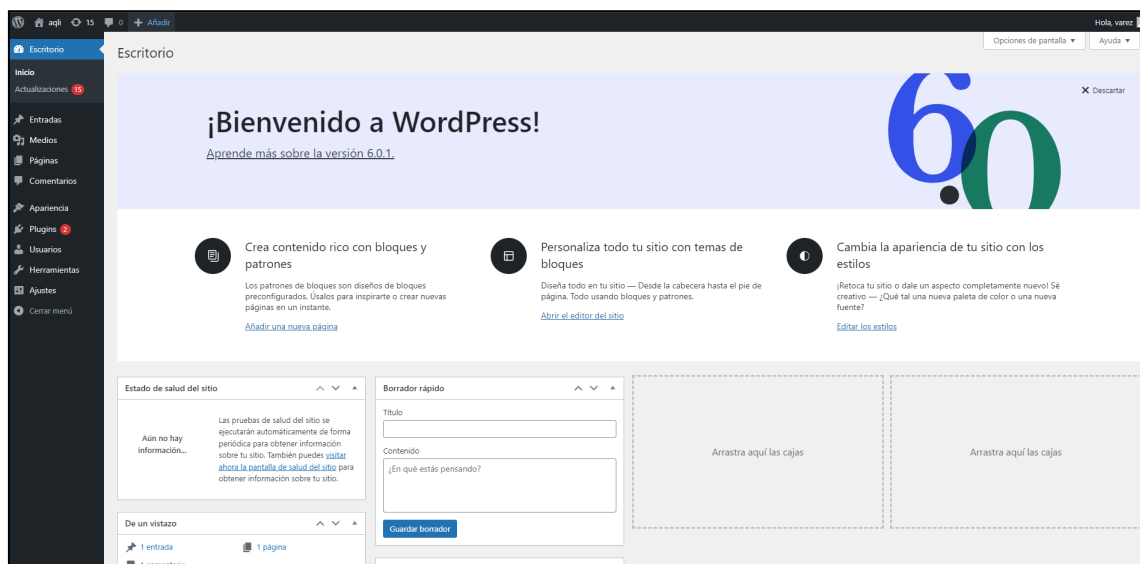 aqli 15 0 + Añadir Hola, varez
Escritorio
Inicio
Actualizaciones 15
Entradas
Medios
Páginas
Comentarios
Apariencia
Plugins 2
Usuarios
Herramientas
Ajustes
Cerrar menú
Escritorio
Opciones de pantalla
Ayuda
¡Bienvenido a WordPress!
Aprende más sobre la versión 6.0.1.
Descartar
6.0
Crea contenido rico con bloques y
patrones
Los patrones de bloques son diseños de bloques
preconfigurados. Úsalos para inspirarte o crear nuevas
páginas en un instante.
Añadir una nueva página
Personaliza todo tu sitio con temas de
bloques
Diseña todo en tu sitio — Desde la cabecera hasta el pie de
página. Todo usando bloques y patrones.
Abrir el editor del sitio
Cambia la apariencia de tu sitio con los
estilos
¡Retoca tu sitio o dale un aspecto completamente nuevo! Sé
creativo — ¿Qué tal una nueva paleta de color o una nueva
fuente?
Editar los estilos
Estado de salud del sitio
Aún no hay
información...
Las pruebas de salud del sitio se
ejecutarán automáticamente de forma
periódica para obtener información
sobre tu sitio. También puedes visitar
ahora la pantalla de salud del sitio para
obtener información sobre tu sitio.
De un vistazo
1 entrada
1 página
1 comentario
Borrador rápido
Título
Contenido
¿En qué estás pensando?
Guardar borrador
Arrastra aquí las cajas
Arrastra aquí las cajas